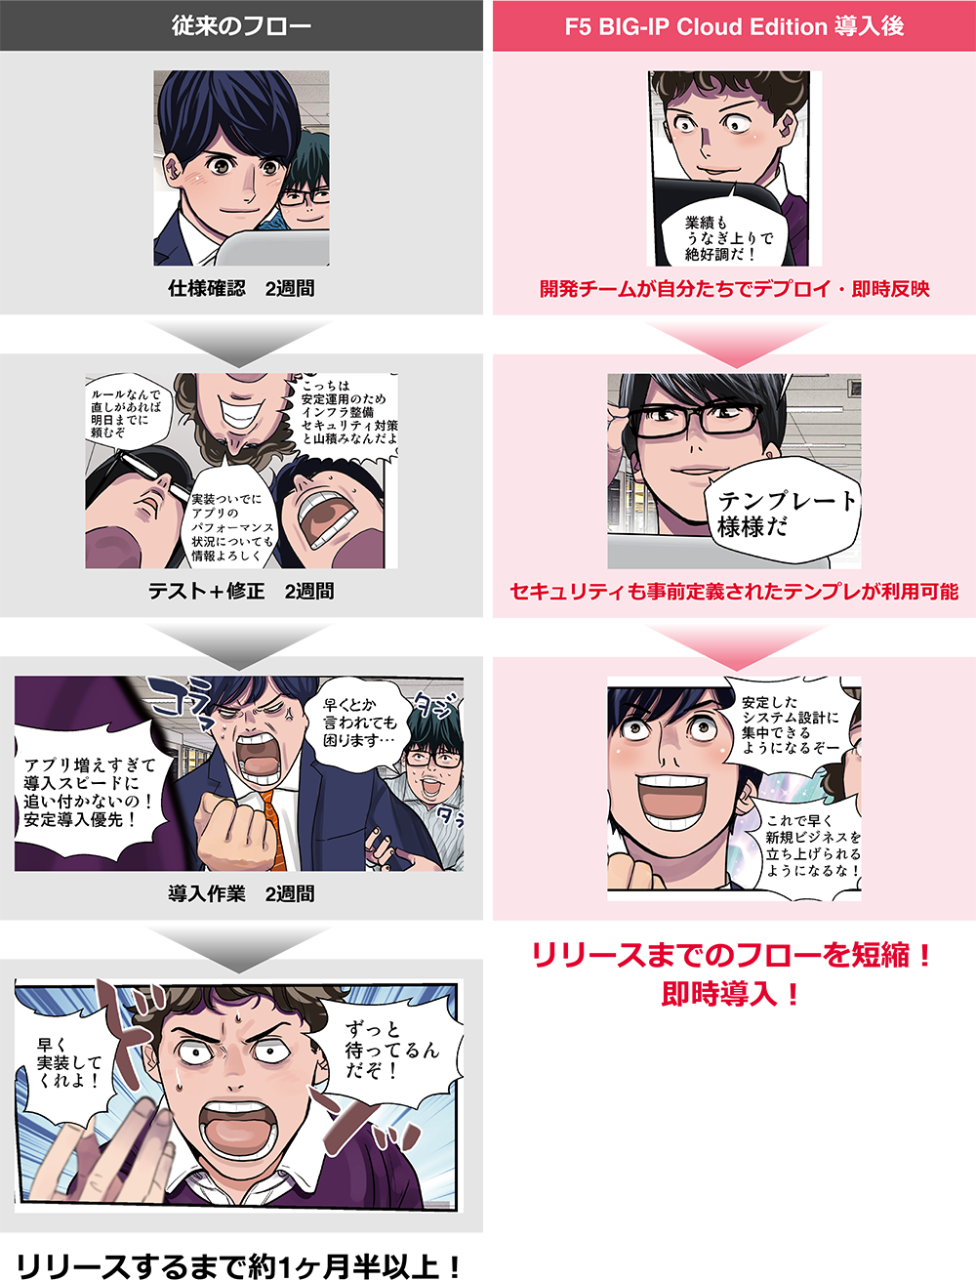 従来のフロー
仕様確認　2週間
ルールなんで
直しがあれば
明日までに
頼むぞ
こっちは
安定運用のため
インフラ整備
セキュリティ対策
と山積みなんだよ
実装ついでに
アプリの
パフォーマンス
状況についても
情報よろしく
テスト＋修正　2週間
コラッ
早くとか
言われても
困ります…
タジ
タラ
アプリ増えすぎて
導入スピードに
追い付かないの！
安定導入優先！
導入作業　2週間
早く
実装して
くれよ！
ド
ずっと
待ってるん
だぞ！
ンッ
リリースするまで約1ヶ月半以上！
F5 BIG-IP Cloud Edition 導入後
業績も
うなぎ上りで
絶好調だ！
開発チームが自分たちでデプロイ・即時反映
テンプレート
様様だ
セキュリティも事前定義されたテンプレが利用可能
安定した
システム設計に
集中できる
ようになるぞー
これで早く
新規ビジネスを
立ち上げられる
ようになるな！
リリースまでのフローを短縮！
即時導入！